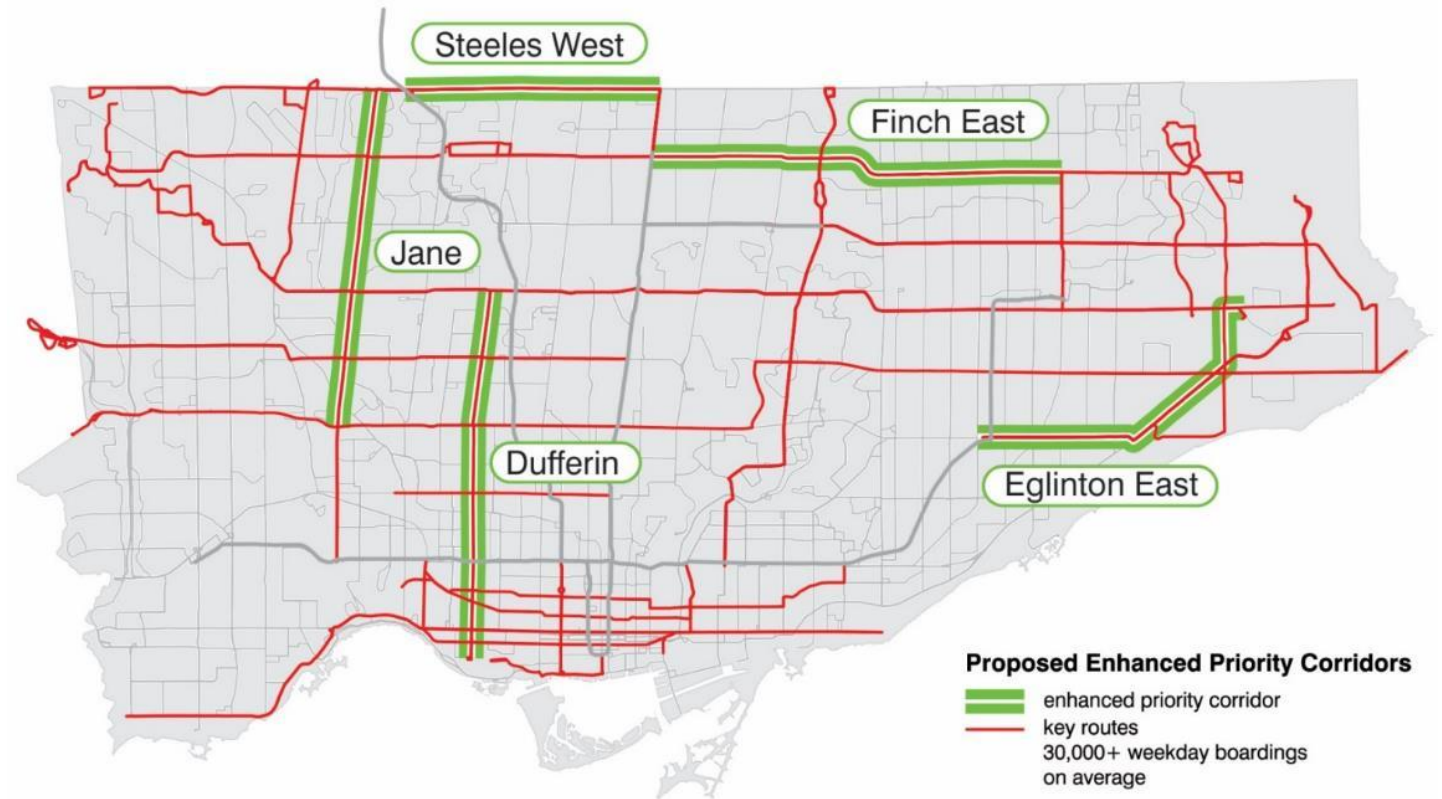 Steeles West
Finch East
Jane
Dufferin
Eglinton East
Proposed Enhanced Priority Corridors
enhanced priority corridor
key routes
30,000+ weekday boardings
on average